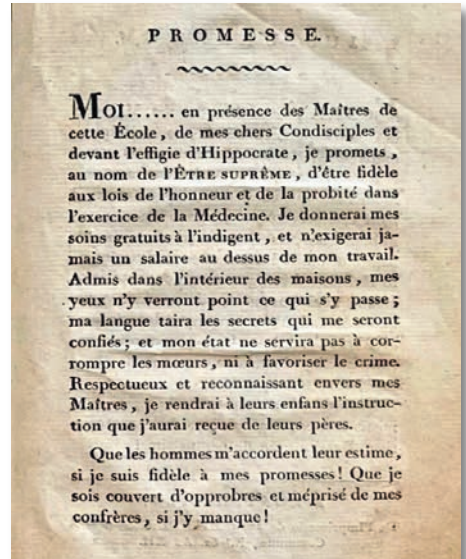 PROMESSE.
MOI...... en présence des Maîtres de
cette École, de mes chers Condisciples et
devant l'effigie d'Hippocrate, je promets,
au nom de l'ÊTRE SUPRÊME, d'être fidèle
aux lois de l'honneur et de la probité dans
l'exercice de la Médecine. Je donnerai mes
soins gratuits à l'indigent, et n'exigerai ja-
mais un salaire au dessus de mon travail.
Admis dans l'intérieur des maisons, mes
yeux n'y verront point ce qui s'y passe;
ma langue taira les secrets qui me seront
confiés; et mon état ne servira pas à cor-
rompre les mœurs, ni à favoriser le crime.
Respectueux et reconnaissant envers mes
Maîtres, je rendrai à leurs enfans l'instruc-
tion que j'aurai reçue de leurs pères.
Que les hommes m'accordent leur estime,
si je suis fidèle à mes promesses! Que je
sois couvert d'opprobres et méprisé de mes
confrères, si j'y manque!